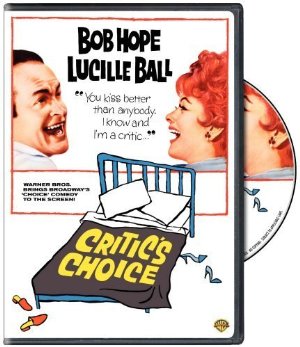 BOB HOPE
LUCILLE BALL
"You kiss better
than anybody
I know and
I'm a critic..."
WARNER BROS.
BRINGS BROADWAY'S
'CHOICE' COMEDY
TO THE SCREEN!
CRITIC'S
CHOICE